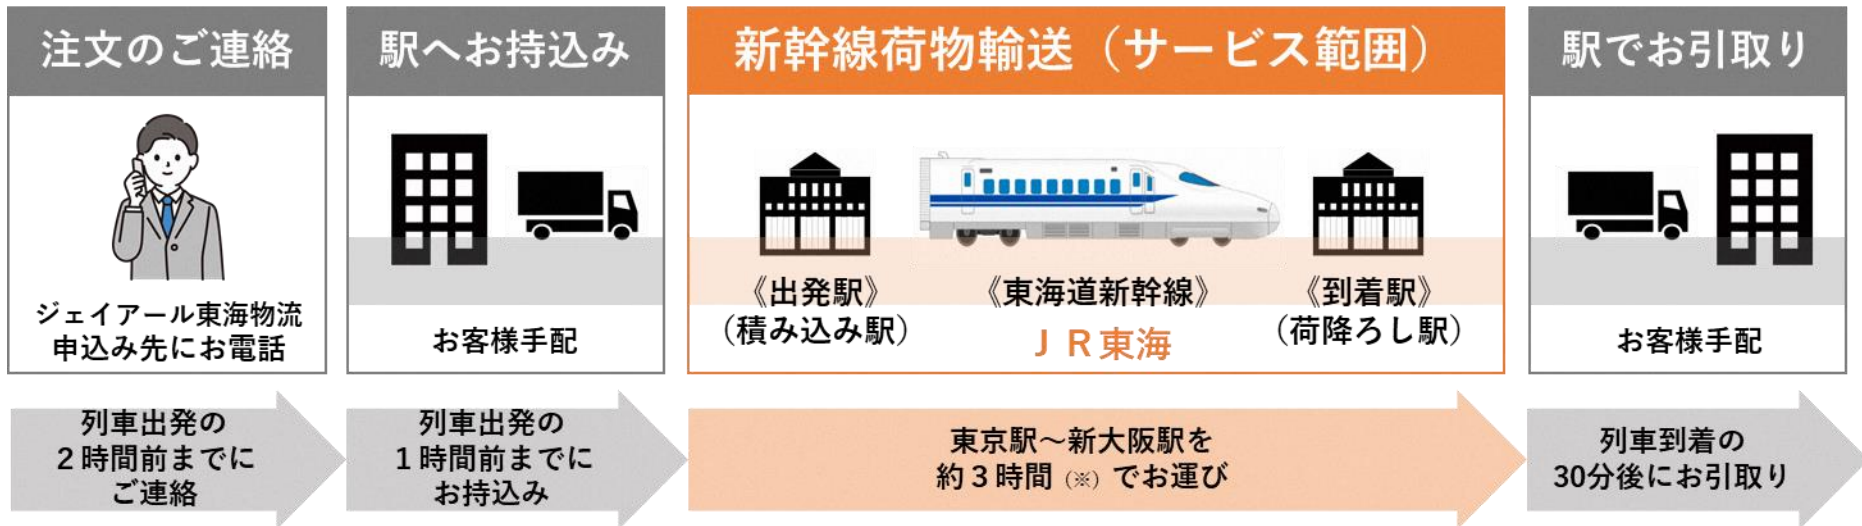 注文のご連絡
ジェイアール東海物流
申込み先にお電話
列車出発の
2時間前までに
ご連絡
駅へお持込み
お客様手配
列車出発の
1時間前までに
お持込み
新幹線荷物輸送（サービス範囲）
《出発駅》
（積み込み駅）
《東海道新幹線》
ＪＲ東海
《到着駅》
（荷降ろし駅）
東京駅～新大阪駅を
約３時間（※）でお運び
駅でお引取り
お客様手配
列車到着の
30分後にお引取り